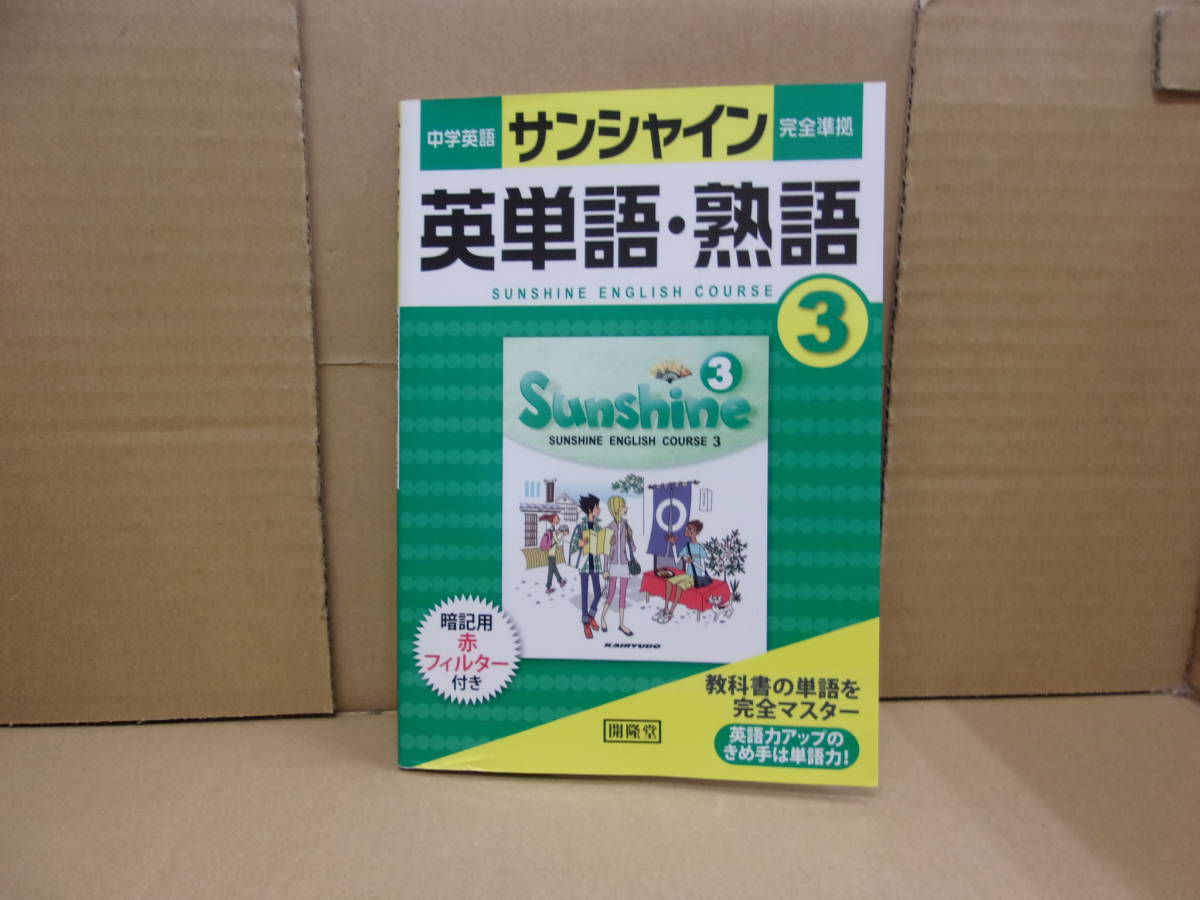 中学英語
サンシャイン
完全準拠
英単語・熟語
SUNSHINE ENGLISH COURSE
3
3
Sunshine
SUNSHINE ENGLISH COURSE 3
KAIRYUDO
暗記用
赤
フィルター
付き
教科書の単語を
完全マスター
英語力アップの
きめ手は単語力!
開隆堂